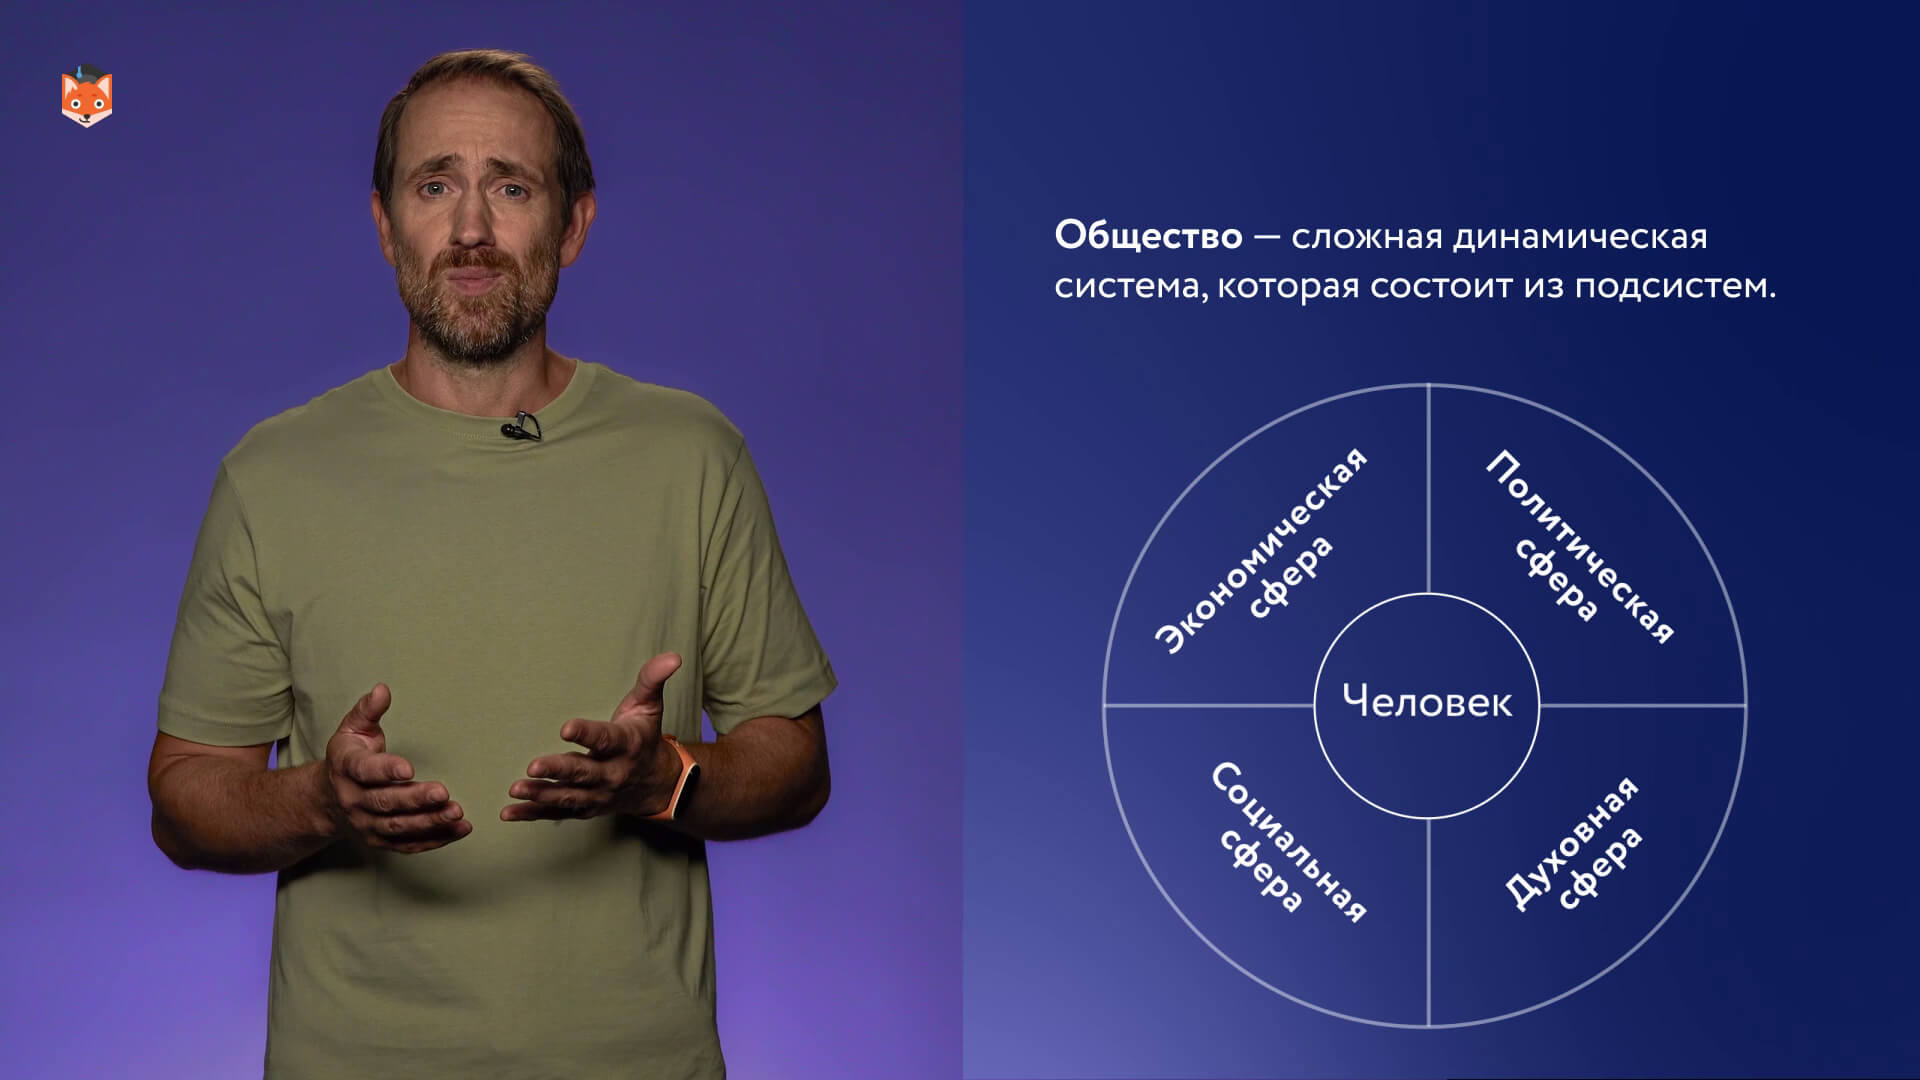 Общество — сложная динамическая
система, которая состоит из подсистем.
Экономическая
сфера
Политическая
сфера
Человек
Социальная
сфера
Духовная
сфера